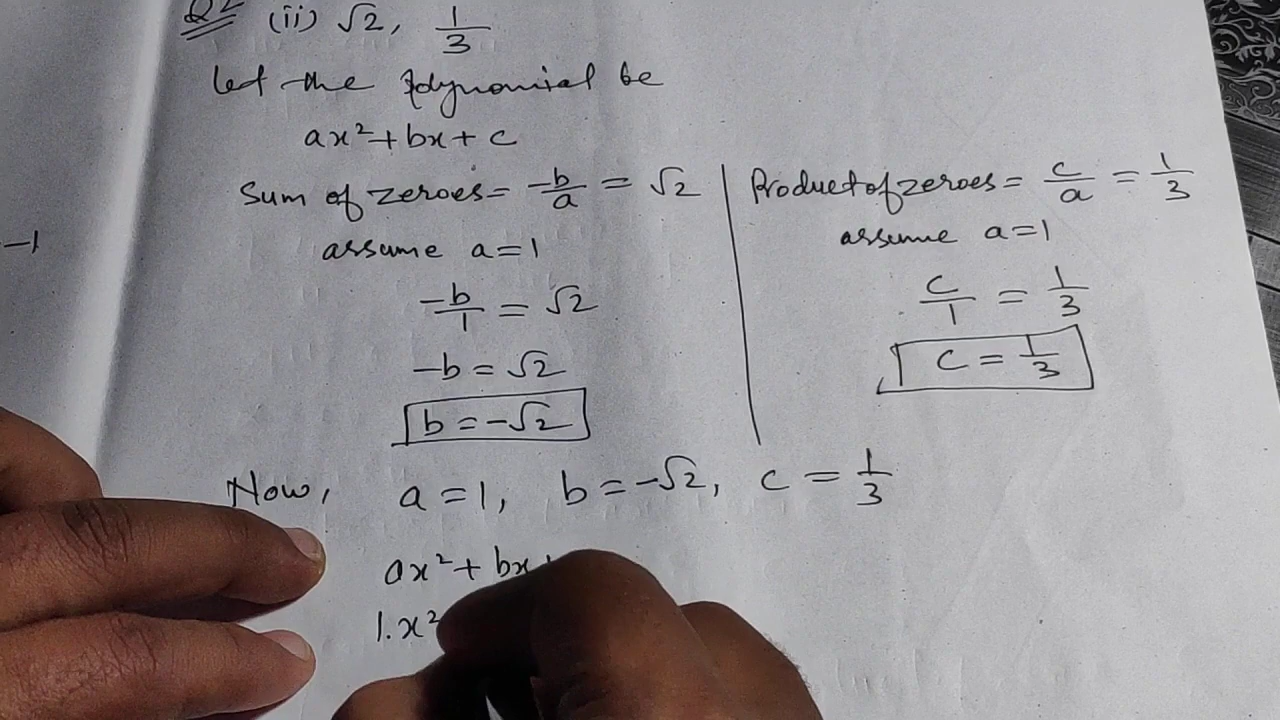 Q2 (ii) √2, 1/3
let the polynomial be
ax² + bx + c
Sum of zeroes = -b/a = √2
assume a = 1
-b/1 = √2
-b = √2
b = -√2
Product of zeroes = c/a = 1/3
assume a = 1
c/1 = 1/3
c = 1/3
Now, a = 1, b = -√2, c = 1/3
ax² + bx
1.x²
-1